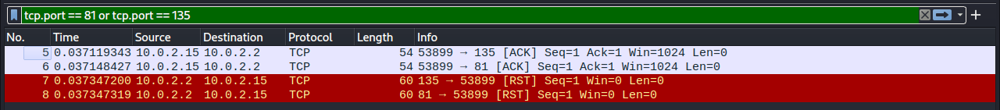 tcp.port == 81 or tcp.port == 135
No. Time Source Destination Protocol Length Info
5 0.037119343 10.0.2.15 10.0.2.2 TCP 54 53899 → 135 [ACK] Seq=1 Ack=1 Win=1024 Len=0
6 0.037148427 10.0.2.15 10.0.2.2 TCP 54 53899 → 81 [ACK] Seq=1 Ack=1 Win=1024 Len=0
7 0.037347200 10.0.2.2 10.0.2.15 TCP 60 135 → 53899 [RST] Seq=1 Win=0 Len=0
8 0.037347319 10.0.2.2 10.0.2.15 TCP 60 81 → 53899 [RST] Seq=1 Win=0 Len=0